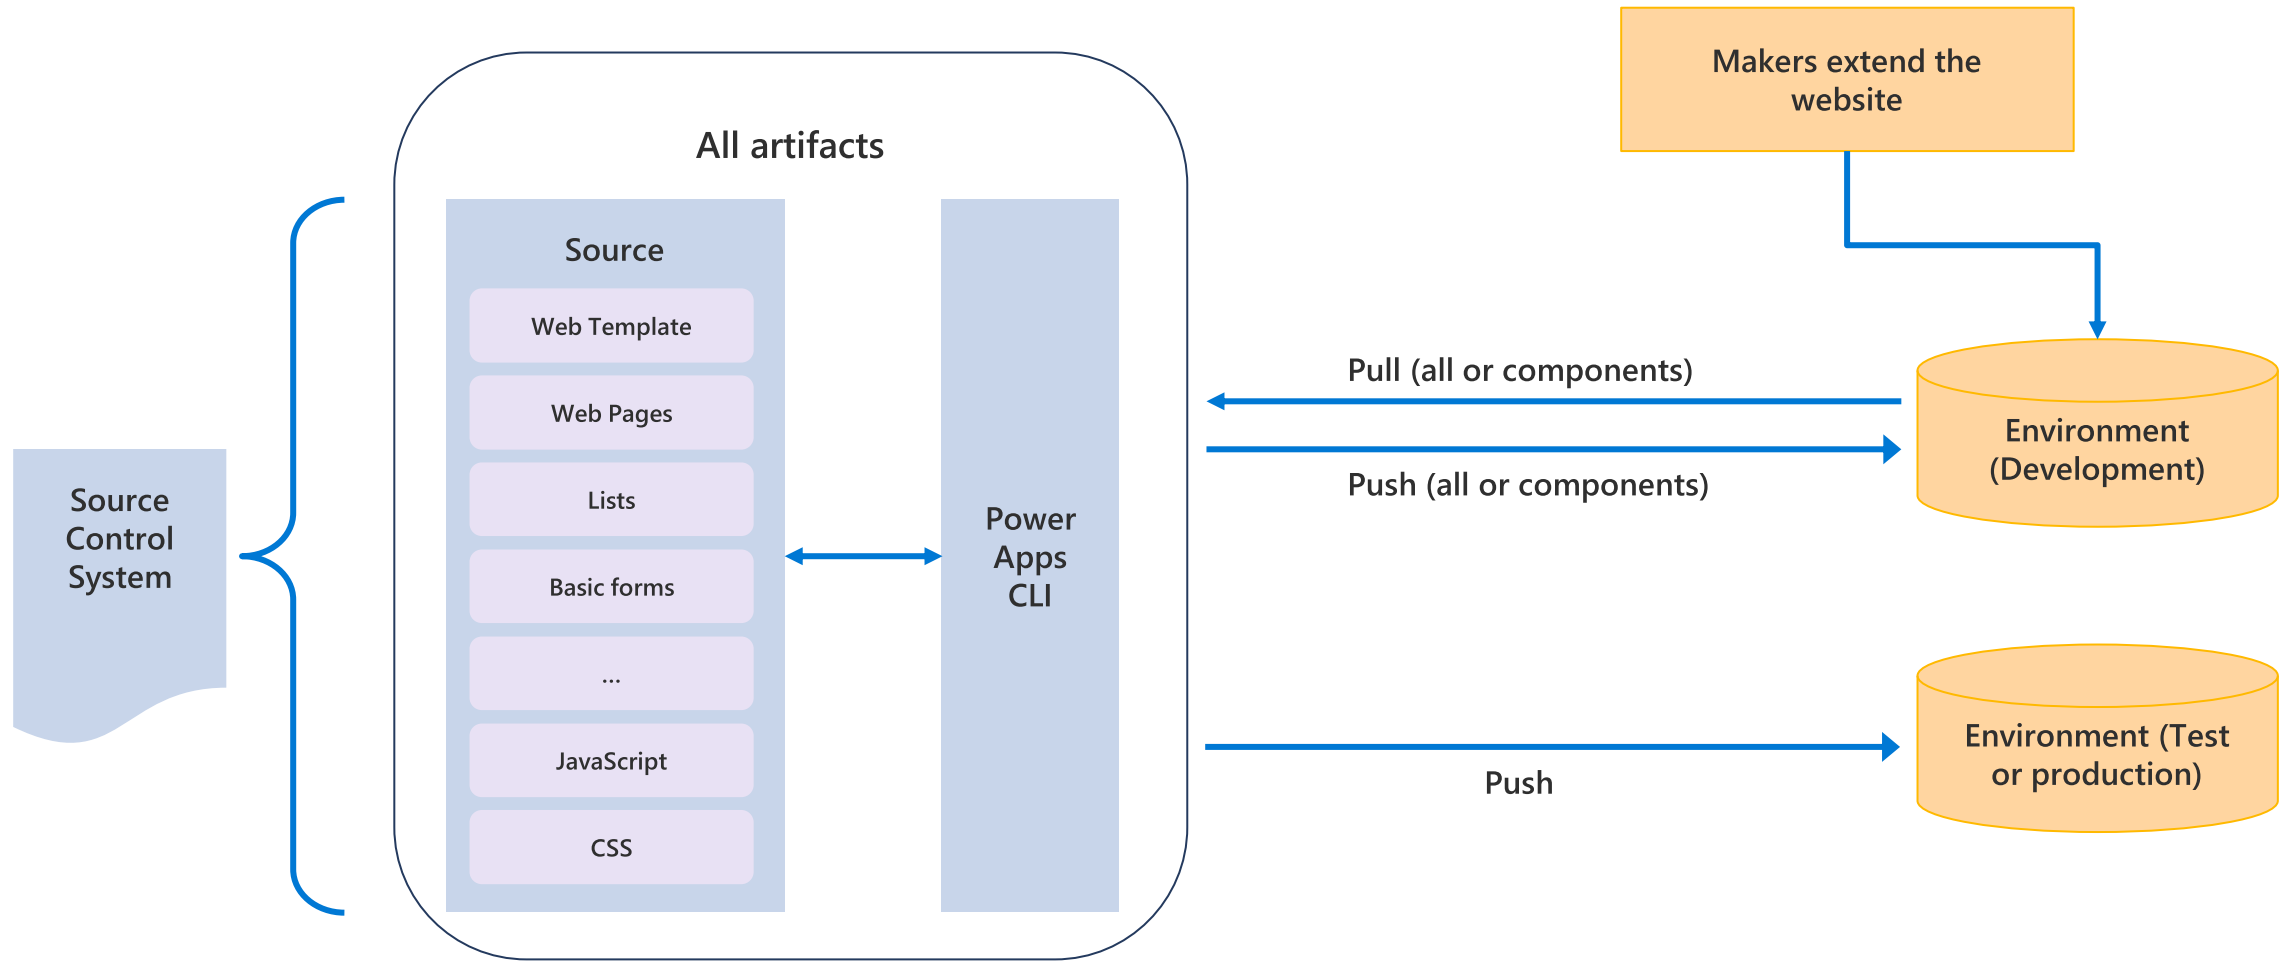 Makers extend the
website
All artifacts
Source
Web Template
Web Pages
Lists
Basic forms
...
JavaScript
CSS
Source
Control
System
Power
Apps
CLI
Pull (all or components)
Push (all or components)
Environment
(Development)
Push
Environment (Test
or production)